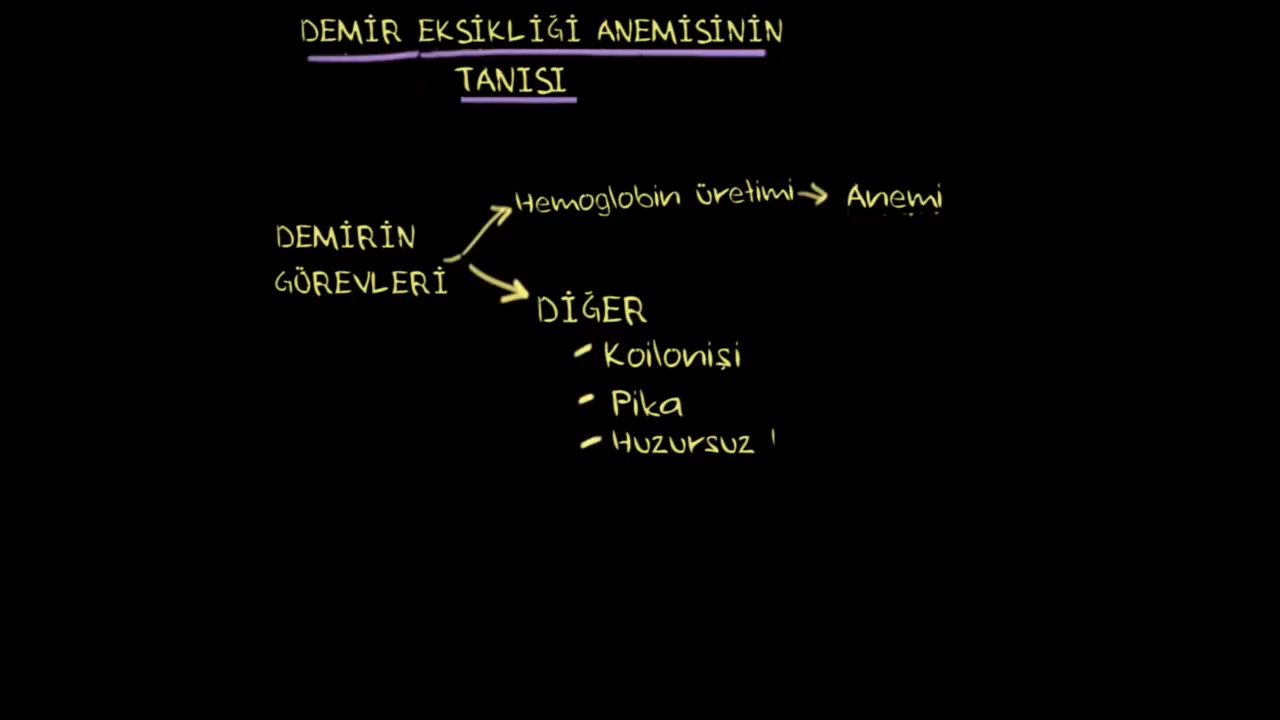 DEMİR EKSİKLİĞİ ANEMİSİNİN
TANISI
Hemoglobin üretimi → Anemi
DEMİRİN
GÖREVLERİ
DİĞER
- Koilonişi
- Pika
- Huzursuz